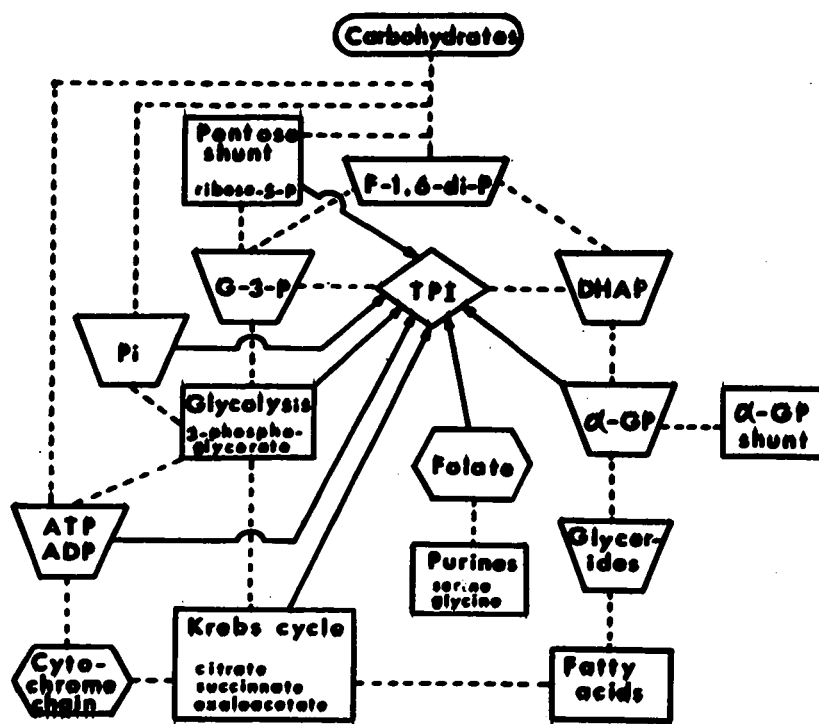 Carbohydrates
Pentose
shunt
ribose-5-P
F-1,6-di-P
G-3-P
TPI
DHAP
Pi
Glycolysis
3-phospho-
glycerate
α-GP
α-GP
shunt
Folate
ATP
ADP
Glycer-
ides
Purines
serine
glycine
Krebs cycle
citrate
succinnate
oxaloacetate
Cyto-
chrome
chain
Fatty
acids